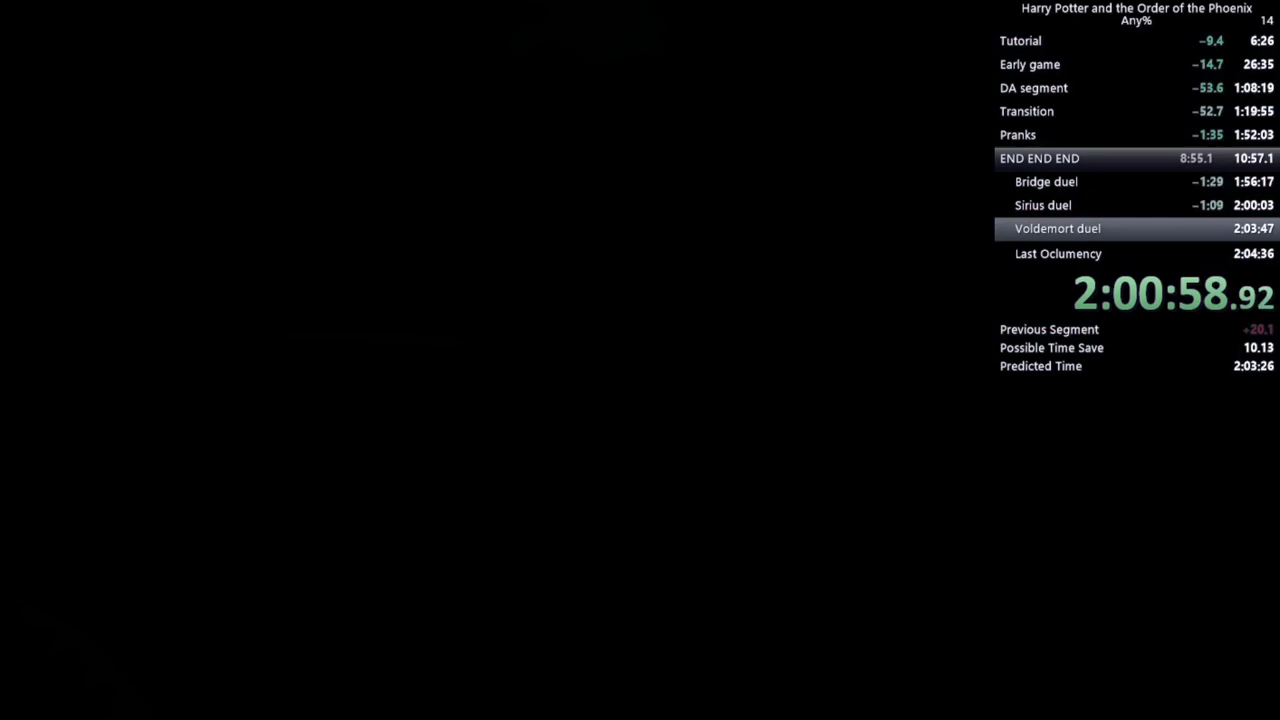 Harry Potter and the Order of the Phoenix
Any% 14
Tutorial −9.4 6:26
Early game −14.7 26:35
DA segment −53.6 1:08:19
Transition −52.7 1:19:55
Pranks −1:35 1:52:03
END END END 8:55.1 10:57.1
Bridge duel −1:29 1:56:17
Sirius duel −1:09 2:00:03
Voldemort duel 2:03:47
Last Oclumency 2:04:36
2:00:58.92
Previous Segment +20.1
Possible Time Save 10.13
Predicted Time 2:03:26